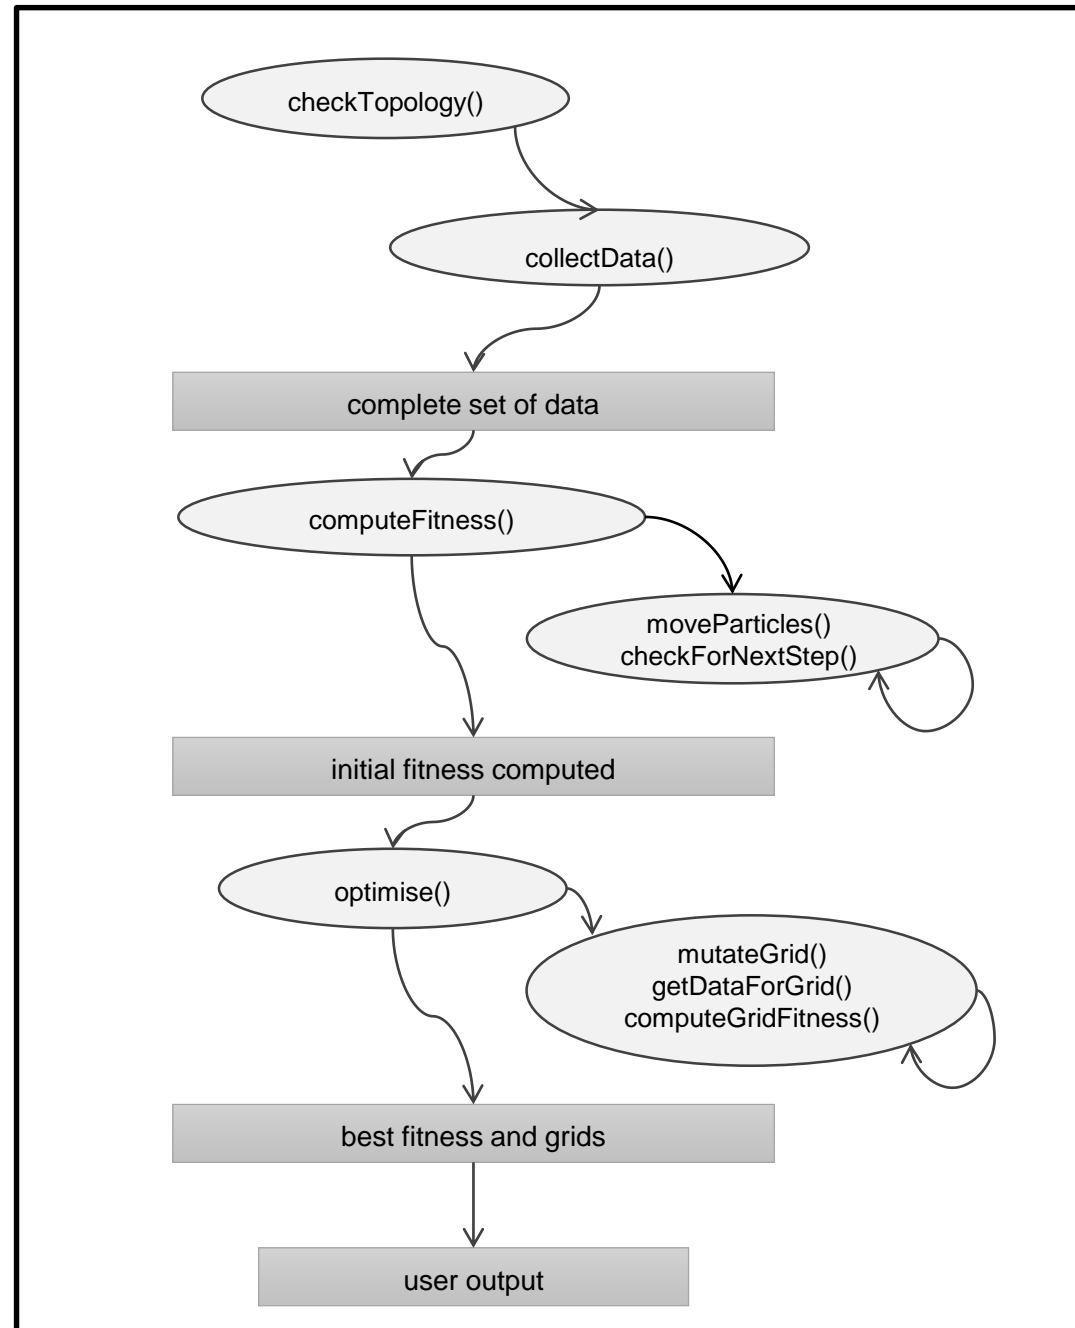 checkTopology()
collectData()
complete set of data
computeFitness()
moveParticles()
checkForNextStep()
initial fitness computed
optimise()
mutateGrid()
getDataForGrid()
computeGridFitness()
best fitness and grids
user output